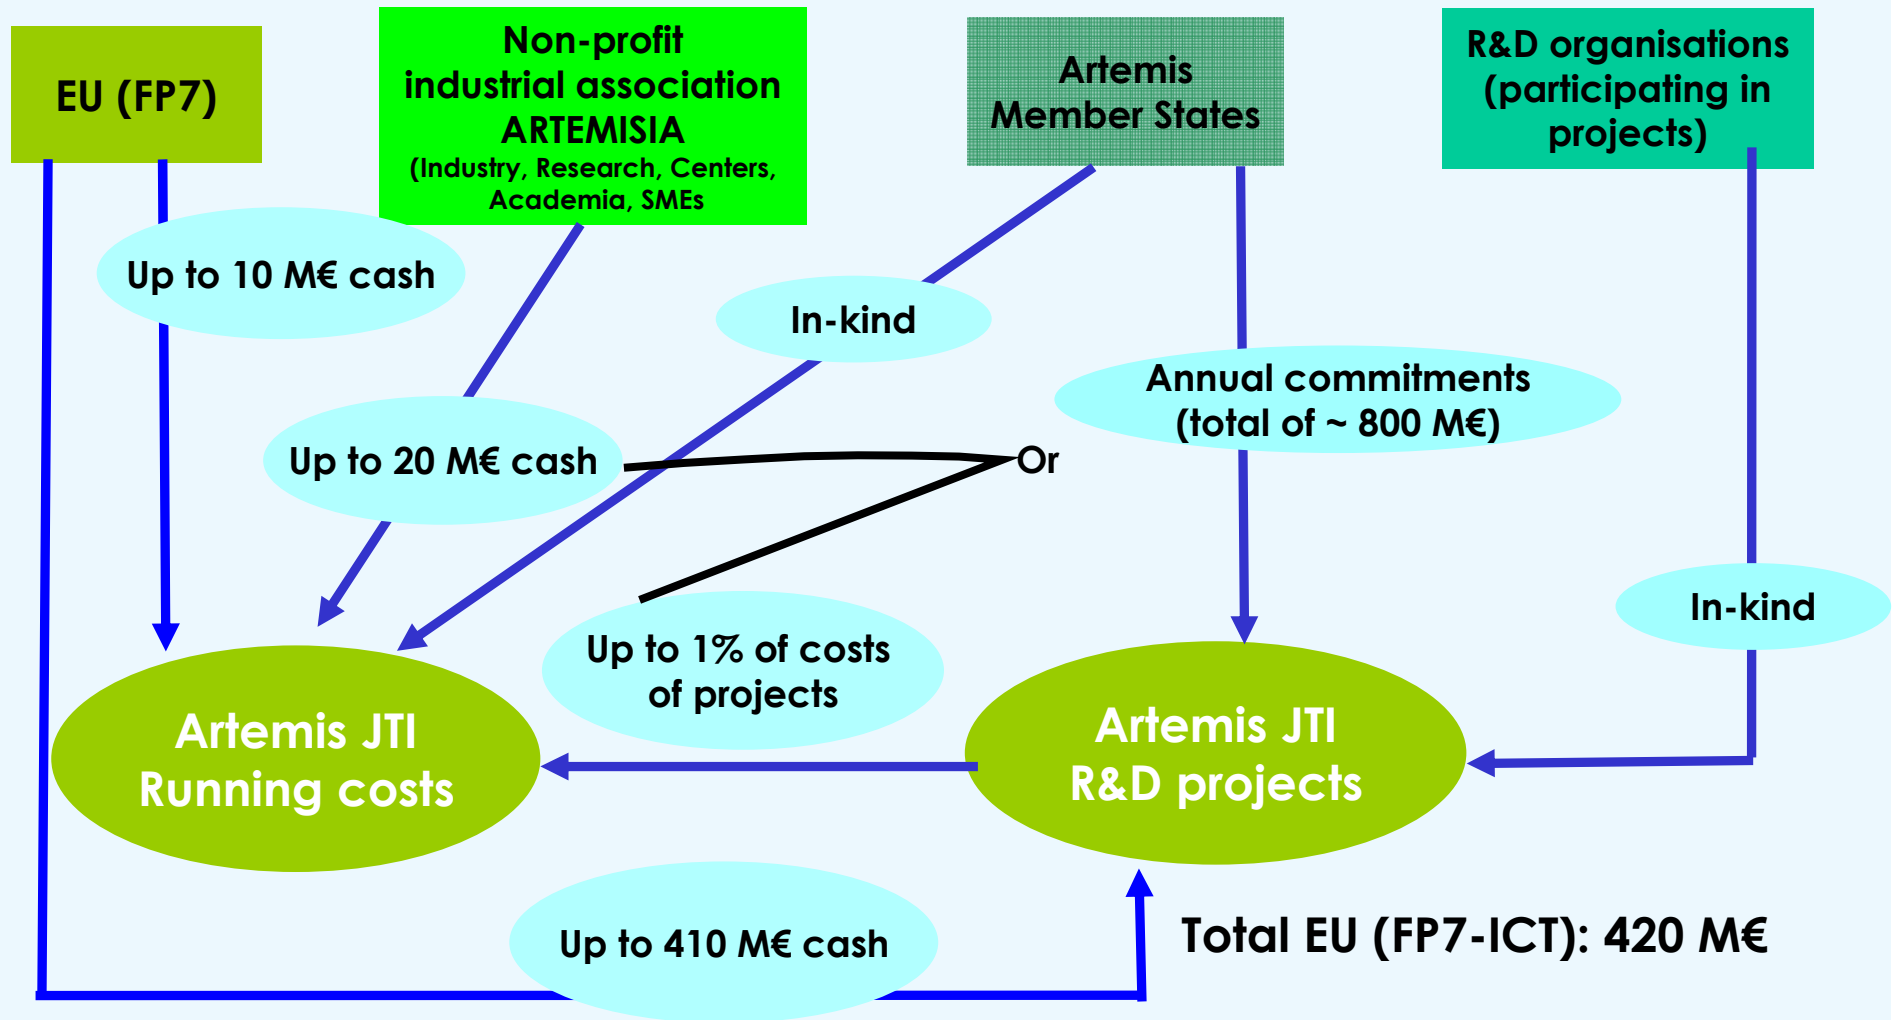 EU (FP7)
Non-profit
industrial association
ARTEMISIA
(Industry, Research, Centers,
Academia, SMEs
Artemis
Member States
R&D organisations
(participating in
projects)
Up to 10 M€ cash
In-kind
Annual commitments
(total of ~ 800 M€)
Up to 20 M€ cash
Or
In-kind
Up to 1% of costs
of projects
Artemis JTI
Running costs
Artemis JTI
R&D projects
Up to 410 M€ cash
Total EU (FP7-ICT): 420 M€